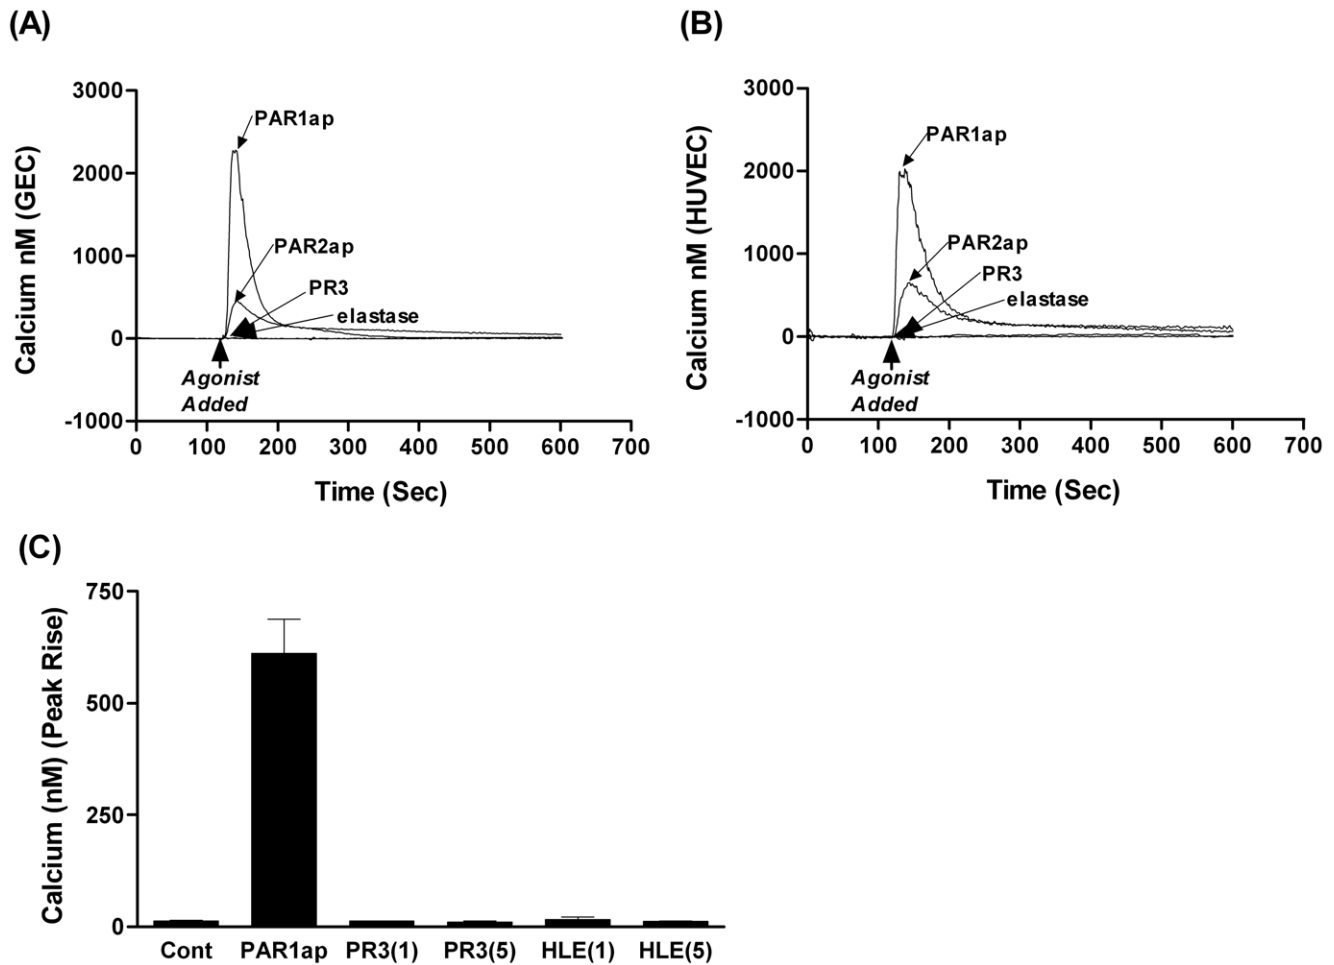 (A)
Calcium nM (GEC)
3000
2000
1000
0
-1000
PAR1ap
PAR2ap
PR3
elastase
Agonist
Added
0 100 200 300 400 500 600 700
Time (Sec)
(B)
Calcium nM (HUVEC)
3000
2000
1000
0
-1000
PAR1ap
PAR2ap
PR3
elastase
Agonist
Added
0 100 200 300 400 500 600 700
Time (Sec)
(C)
Calcium (nM) (Peak Rise)
750
500
250
0
Cont PAR1ap PR3(1) PR3(5) HLE(1) HLE(5)